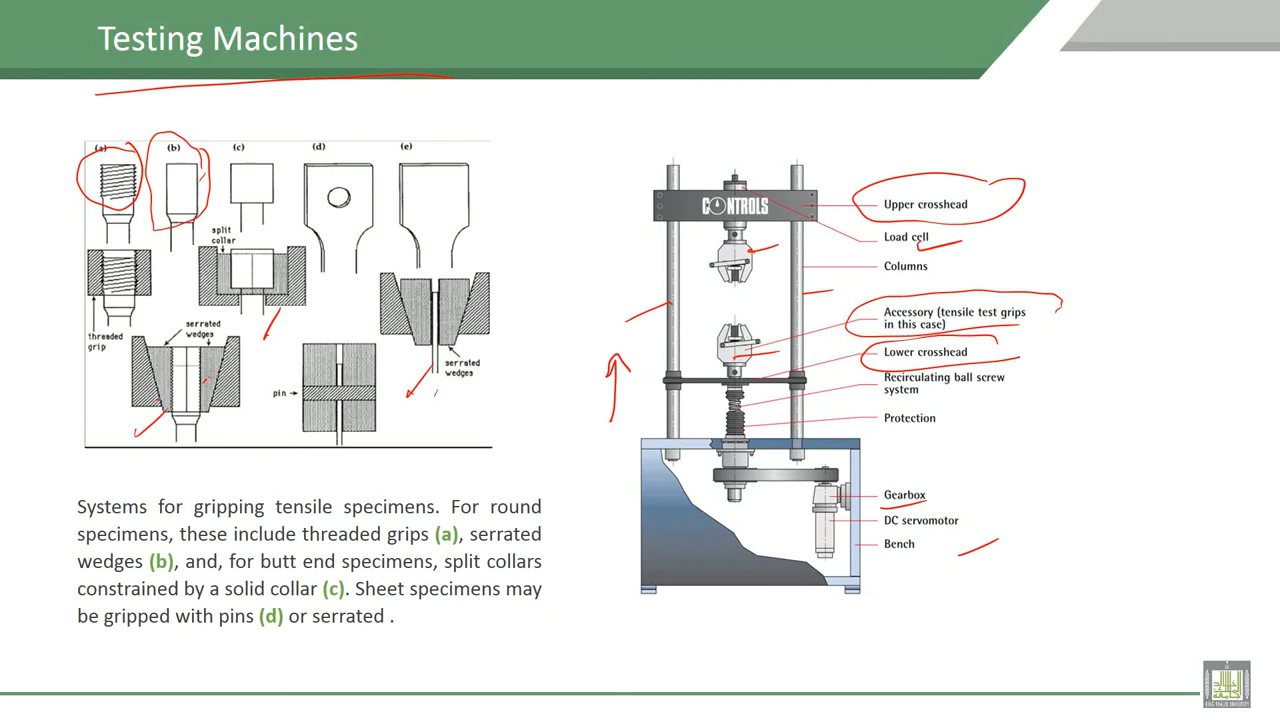 Testing Machines
(a)
(b)
(c)
(d)
(e)
split
collar
threaded
grip
serrated
wedges
pin
serrated
wedges
CONTROLS
Upper crosshead
Load cell
Columns
Accessory (tensile test grips
in this case)
Lower crosshead
Recirculating ball screw
system
Protection
Gearbox
DC servomotor
Bench
Systems for gripping tensile specimens. For round
specimens, these include threaded grips (a), serrated
wedges (b), and, for butt end specimens, split collars
constrained by a solid collar (c). Sheet specimens may
be gripped with pins (d) or serrated .